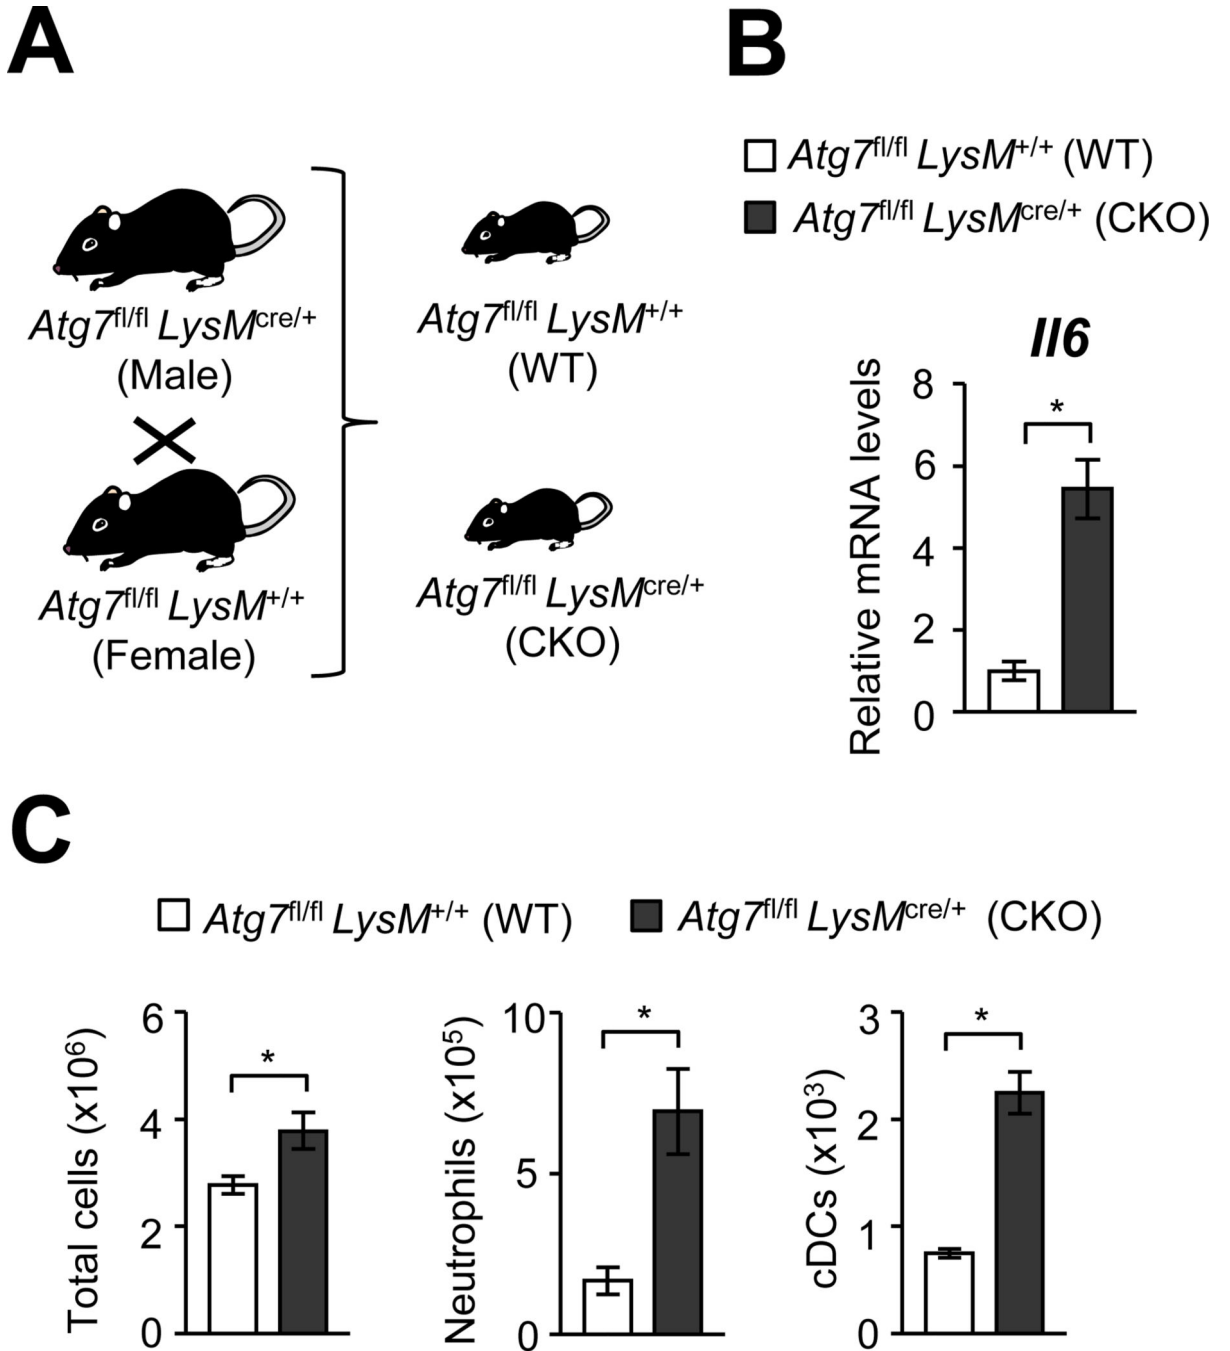 A
Atg7fl/fl LysMcre/+
(Male)
Atg7fl/fl LysM+/+
(Female)
Atg7fl/fl LysM+/+
(WT)
Atg7fl/fl LysMcre/+
(CKO)
B
Atg7fl/fl LysM+/+ (WT)
Atg7fl/fl LysMcre/+ (CKO)
Il6
Relative mRNA levels
8
6
4
2
0
*
C
Atg7fl/fl LysM+/+ (WT)
Atg7fl/fl LysMcre/+ (CKO)
Total cells (x10⁶)
6
4
2
0
*
Neutrophils (x10⁵)
10
5
0
*
cDCs (x10³)
3
2
1
0
*